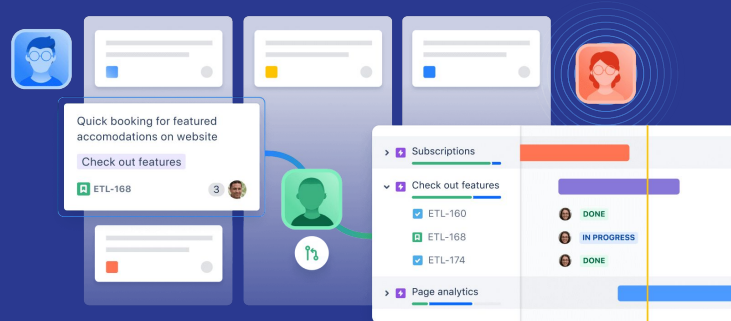 Quick booking for featured
accomodations on website
Check out features
ETL-168
3
Subscriptions
Check out features
ETL-160
DONE
ETL-168
IN PROGRESS
ETL-174
DONE
Page analytics